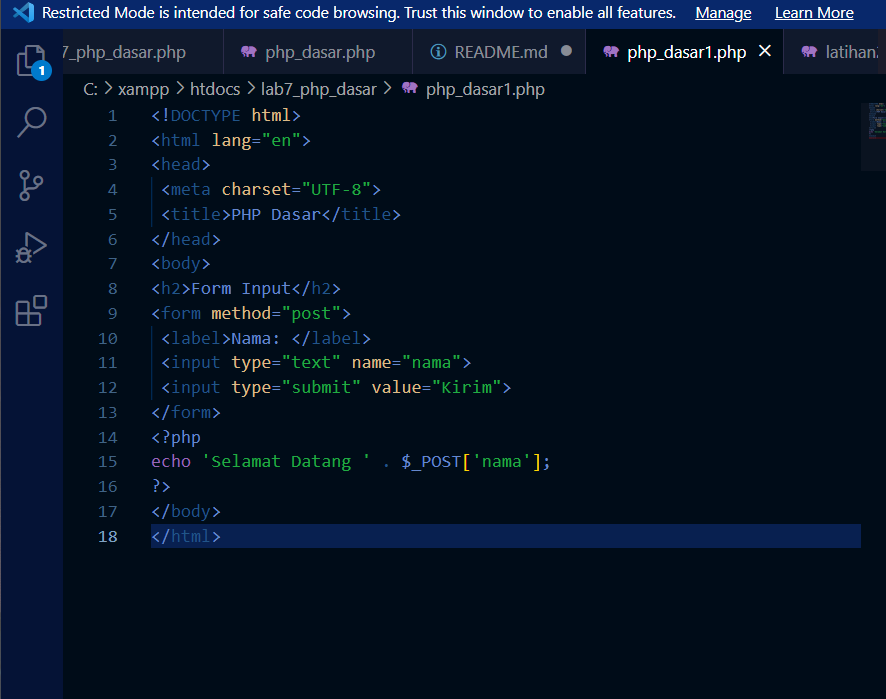 Restricted Mode is intended for safe code browsing. Trust this window to enable all features. Manage Learn More
7_php_dasar.php php_dasar.php README.md php_dasar1.php latihan
1
C: > xampp > htdocs > lab7_php_dasar > php_dasar1.php
1 <!DOCTYPE html>
2 <html lang="en">
3 <head>
4 <meta charset="UTF-8">
5 <title>PHP Dasar</title>
6 </head>
7 <body>
8 <h2>Form Input</h2>
9 <form method="post">
10 <label>Nama: </label>
11 <input type="text" name="nama">
12 <input type="submit" value="Kirim">
13 </form>
14 <?php
15 echo 'Selamat Datang ' . $_POST['nama'];
16 ?>
17 </body>
18 </html>